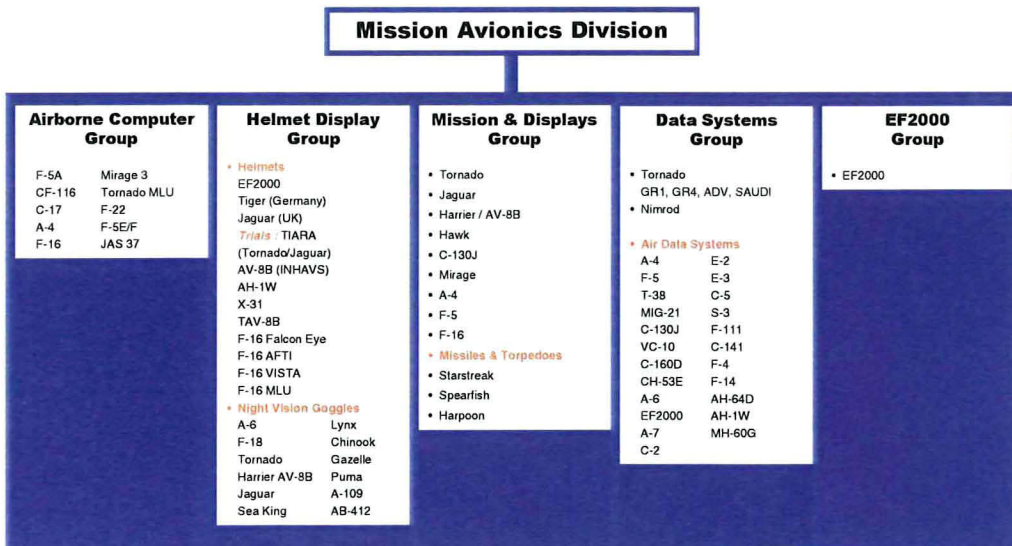 Mission Avionics Division
Airborne Computer
Group
F-5A Mirage 3
CF-116 Tornado MLU
C-17 F-22
A-4 F-5E/F
F-16 JAS 37
Helmet Display
Group
• Helmets
EF2000
Tiger (Germany)
Jaguar (UK)
Trials : TIARA
(Tornado/Jaguar)
AV-8B (INHAVS)
AH-1W
X-31
TAV-8B
F-16 Falcon Eye
F-16 AFTI
F-16 VISTA
F-16 MLU
• Night Vision Goggles
A-6 Lynx
F-18 Chinook
Tornado Gazelle
Harrier AV-8B Puma
Jaguar A-109
Sea King AB-412
Mission & Displays
Group
• Tornado
• Jaguar
• Harrier / AV-8B
• Hawk
• C-130J
• Mirage
• A-4
• F-5
• F-16
• Missiles & Torpedoes
• Starstreak
• Spearfish
• Harpoon
Data Systems
Group
• Tornado
GR1, GR4, ADV, SAUDI
• Nimrod
• Air Data Systems
A-4 E-2
F-5 E-3
T-38 C-5
MIG-21 S-3
C-130J F-111
VC-10 C-141
C-160D F-4
CH-53E F-14
A-6 AH-64D
EF2000 AH-1W
A-7 MH-60G
C-2
EF2000
Group
• EF2000